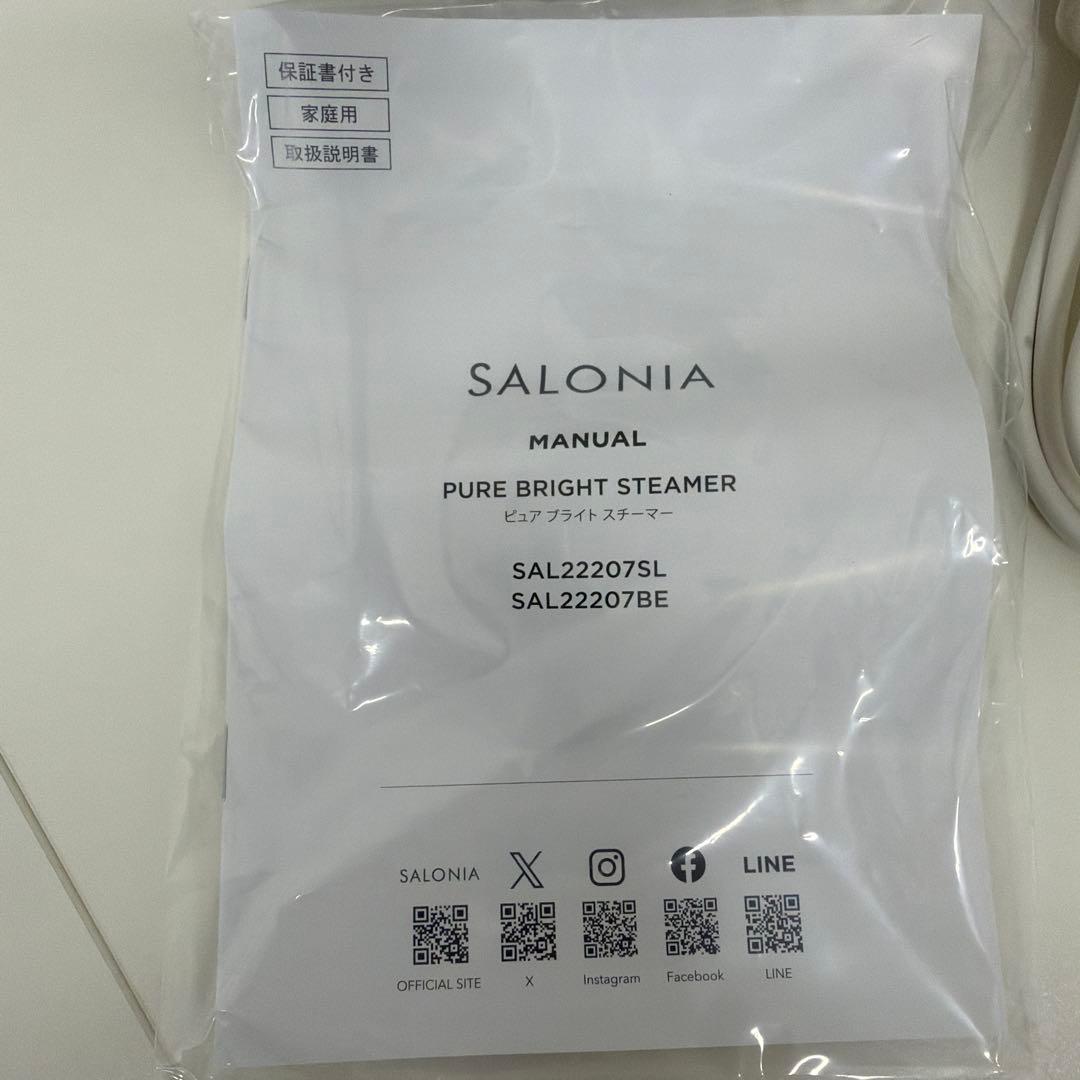 保証書付き
家庭用
取扱説明書
SALONIA
MANUAL
PURE BRIGHT STEAMER
ピュア ブライト スチーマー
SAL22207SL
SAL22207BE
SALONIA
LINE
OFFICIAL SITE
X
Instagram
Facebook
LINE